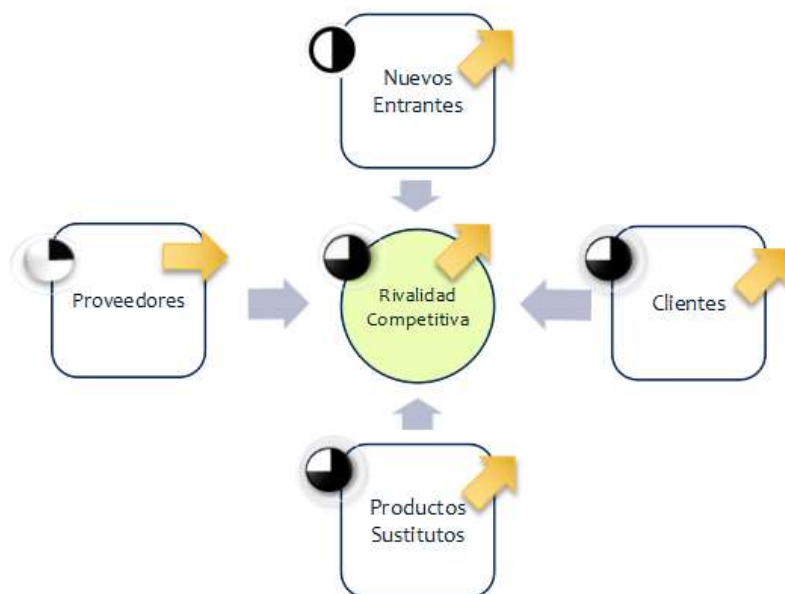 Nuevos
Entrantes
Proveedores
Rivalidad
Competitiva
Clientes
Productos
Sustitutos